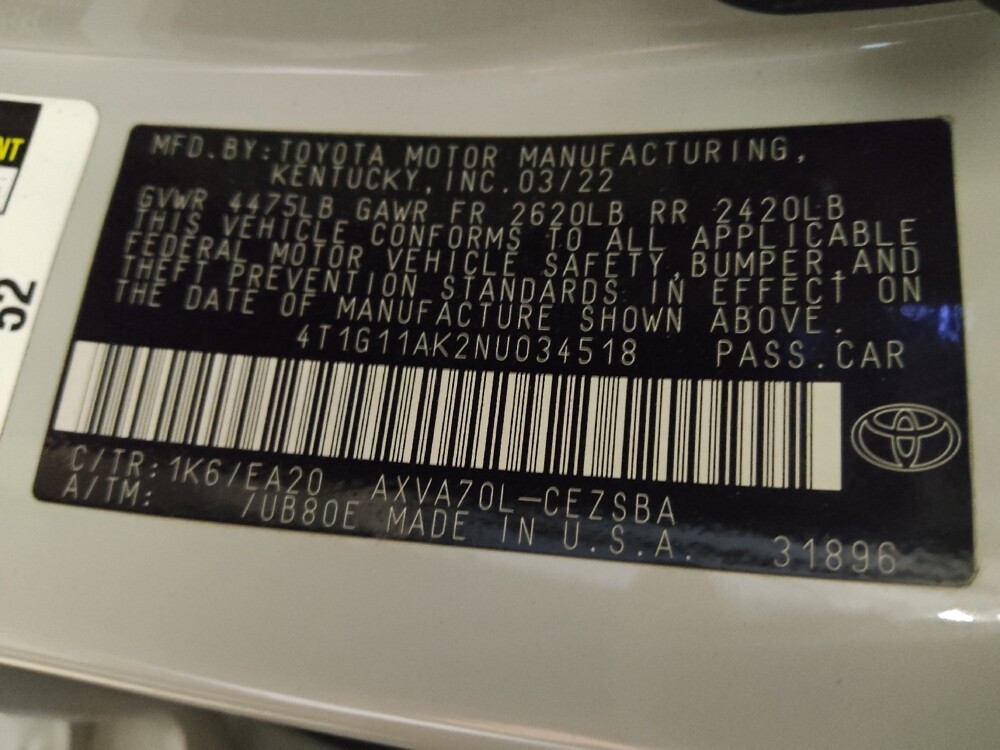 MFD.BY:TOYOTA MOTOR MANUFACTURING,
KENTUCKY,INC.03/22
GVWR 4475LB GAWR FR 2620LB RR 2420LB
THIS VEHICLE CONFORMS TO ALL APPLICABLE
FEDERAL MOTOR VEHICLE SAFETY,BUMPER,AND
THEFT PREVENTION STANDARDS IN EFFECT ON
THE DATE OF MANUFACTURE SHOWN ABOVE.
4T1G11AK2NU034518 PASS.CAR
C/TR:1K6/EA20 AXVA70L-CEZSBA
A/TM: /UB80E MADE IN U.S.A. 31896
NT
52